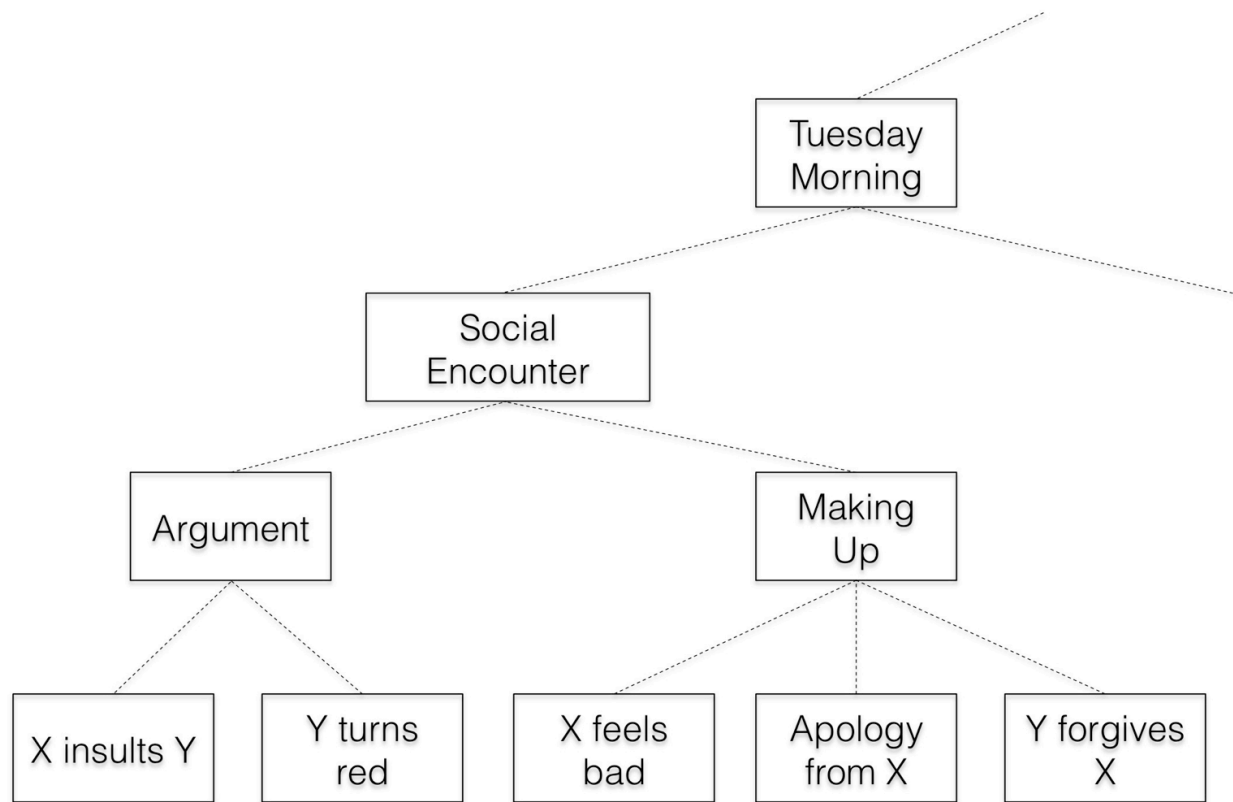 Tuesday
Morning
Social
Encounter
Argument
Making
Up
X insults Y
Y turns
red
X feels
bad
Apology
from X
Y forgives
X